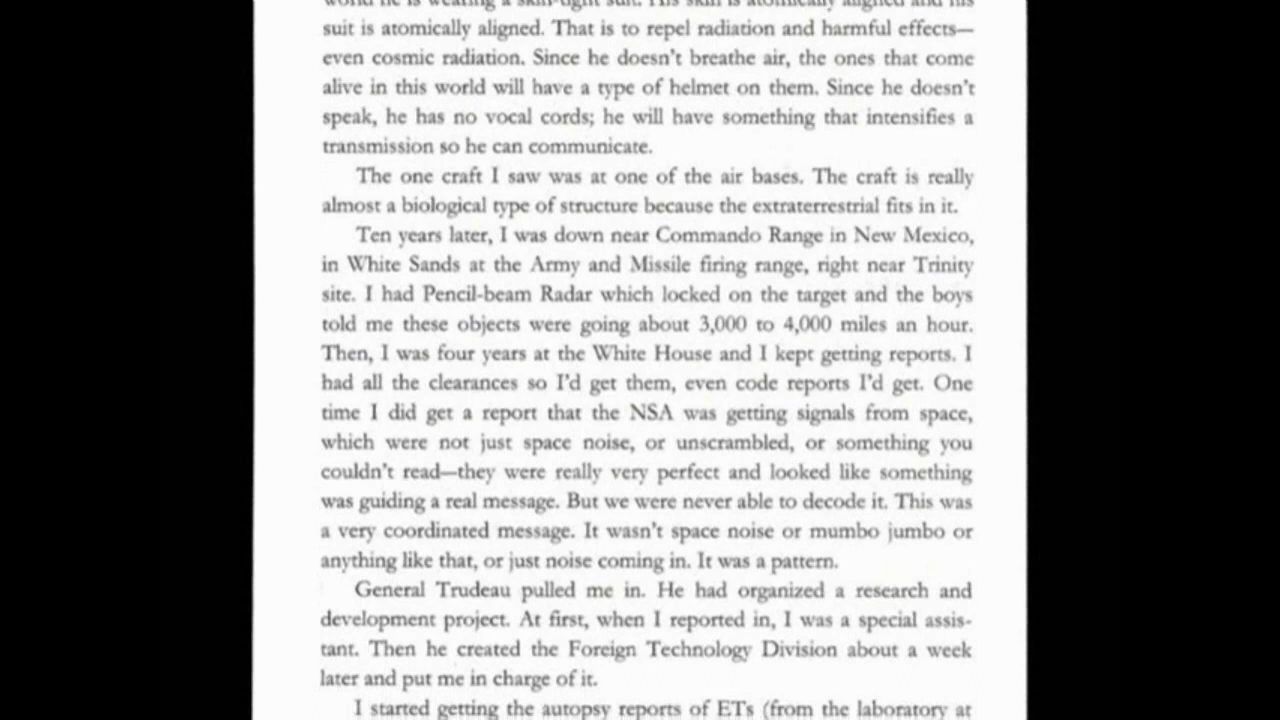 world he is wearing a skin-tight suit. His skin is atomically aligned and his
suit is atomically aligned. That is to repel radiation and harmful effects—
even cosmic radiation. Since he doesn't breathe air, the ones that come
alive in this world will have a type of helmet on them. Since he doesn't
speak, he has no vocal cords; he will have something that intensifies a
transmission so he can communicate.
The one craft I saw was at one of the air bases. The craft is really
almost a biological type of structure because the extraterrestrial fits in it.
Ten years later, I was down near Commando Range in New Mexico,
in White Sands at the Army and Missile firing range, right near Trinity
site. I had Pencil-beam Radar which locked on the target and the boys
told me these objects were going about 3,000 to 4,000 miles an hour.
Then, I was four years at the White House and I kept getting reports. I
had all the clearances so I'd get them, even code reports I'd get. One
time I did get a report that the NSA was getting signals from space,
which were not just space noise, or unscrambled, or something you
couldn't read—they were really very perfect and looked like something
was guiding a real message. But we were never able to decode it. This was
a very coordinated message. It wasn't space noise or mumbo jumbo or
anything like that, or just noise coming in. It was a pattern.
General Trudeau pulled me in. He had organized a research and
development project. At first, when I reported in, I was a special assis-
tant. Then he created the Foreign Technology Division about a week
later and put me in charge of it.
I started getting the autopsy reports of ETs (from the laboratory at